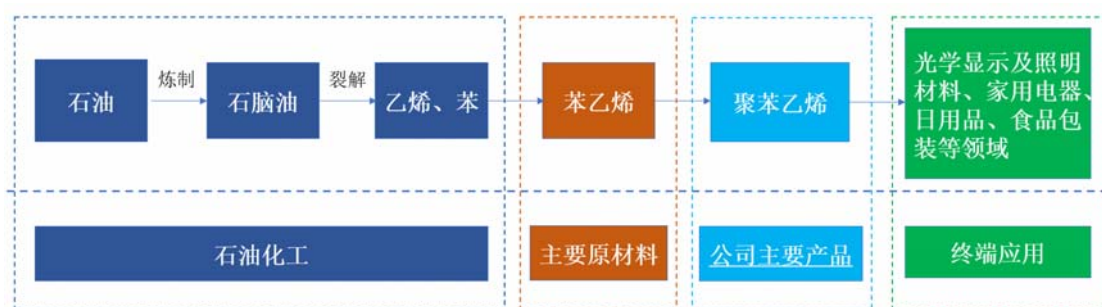 石油
炼制
石脑油
裂解
乙烯、苯
苯乙烯
聚苯乙烯
光学显示及照明
材料、家用电器、
日用品、食品包
装等领域
石油化工
主要原材料
公司主要产品
终端应用